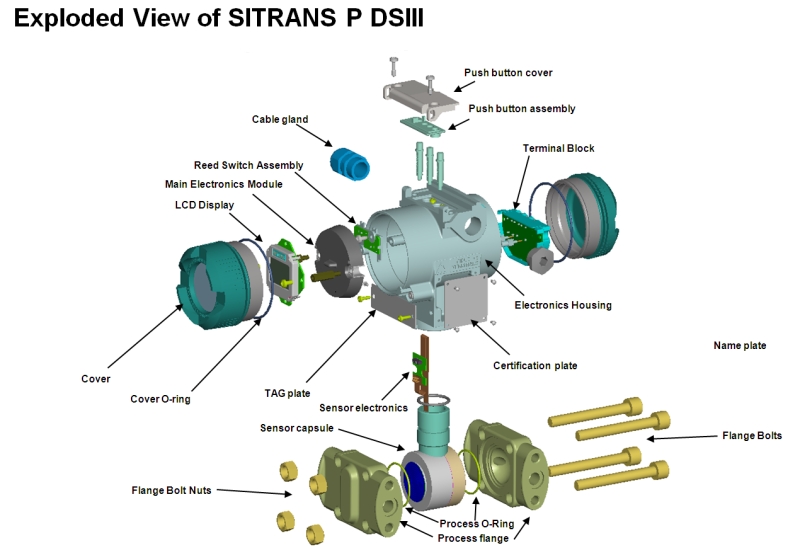 Exploded View of SITRANS P DSIII
Push button cover
Push button assembly
Cable gland
Terminal Block
Reed Switch Assembly
Main Electronics Module
LCD Display
Electronics Housing
Name plate
Certification plate
Cover
TAG plate
Cover O-ring
Sensor electronics
Sensor capsule
Flange Bolts
Flange Bolt Nuts
Process O-Ring
Process flange